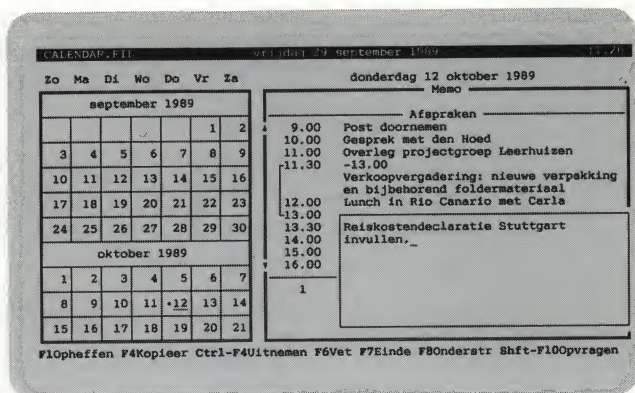 CALENDAR.FIL vrijdag 29 september 1989 11:26
Zo Ma Di Wo Do Vr Za
september 1989
1 2
3 4 5 6 7 8 9
10 11 12 13 14 15 16
17 18 19 20 21 22 23
24 25 26 27 28 29 30
oktober 1989
1 2 3 4 5 6 7
8 9 10 11 •12 13 14
15 16 17 18 19 20 21
donderdag 12 oktober 1989
Memo
Afspraken
9.00 Post doornemen
10.00 Gesprek met den Hoed
11.00 Overleg projectgroep Leerhuizen
11.30 -13.00
Verkoopvergadering: nieuwe verpakking
en bijbehorend foldermateriaal
12.00 Lunch in Rio Canario met Carla
13.00
13.30 Reiskostendeclaratie Stuttgart
14.00 invullen._
15.00
16.00
1
F1Opheffen F4Kopieer Ctrl-F4Uitnemen F6Vet F7Einde F8Onderstr Shft-F10Opvragen